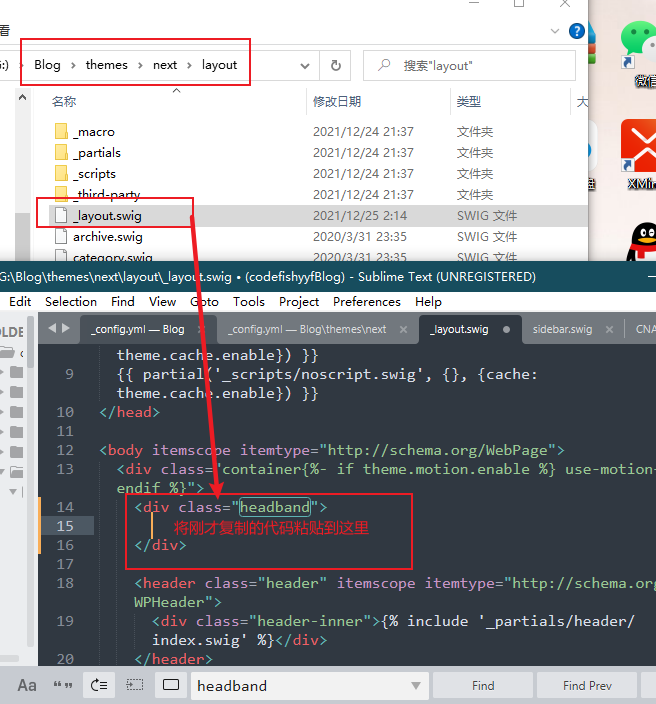 看
G:) › Blog › themes › next › layout
搜索"layout"
名称 修改日期 类型 大
_macro 2021/12/24 21:37 文件夹
_partials 2021/12/24 21:37 文件夹
_scripts 2021/12/24 21:37 文件夹
_third-party 2021/12/24 21:37 文件夹
_layout.swig 2021/12/25 2:14 SWIG 文件
archive.swig 2020/3/31 23:35 SWIG 文件
category.swig 2020/3/31 23:35 SWIG 文件
微信
XMin
G:\Blog\themes\next\layout\_layout.swig • (codefishyyfBlog) - Sublime Text (UNREGISTERED)
Edit Selection Find View Goto Tools Project Preferences Help
OLDE
_config.yml — Blog × _config.yml — Blog\themes\next × _layout.swig ● sidebar.swig × CNA
theme.cache.enable}) }}
9 {{ partial('_scripts/noscript.swig', {}, {cache:
theme.cache.enable}) }}
10 </head>
11
12 <body itemscope itemtype="http://schema.org/WebPage">
13 <div class="container{%- if theme.motion.enable %} use-motion
endif %}">
14 <div class="headband">
15 将刚才复制的代码粘贴到这里
16 </div>
17
18 <header class="header" itemscope itemtype="http://schema.org
WPHeader">
19 <div class="header-inner">{% include '_partials/header/
index.swig' %}</div>
20 </header>
Aa “” headband Find Find Prev